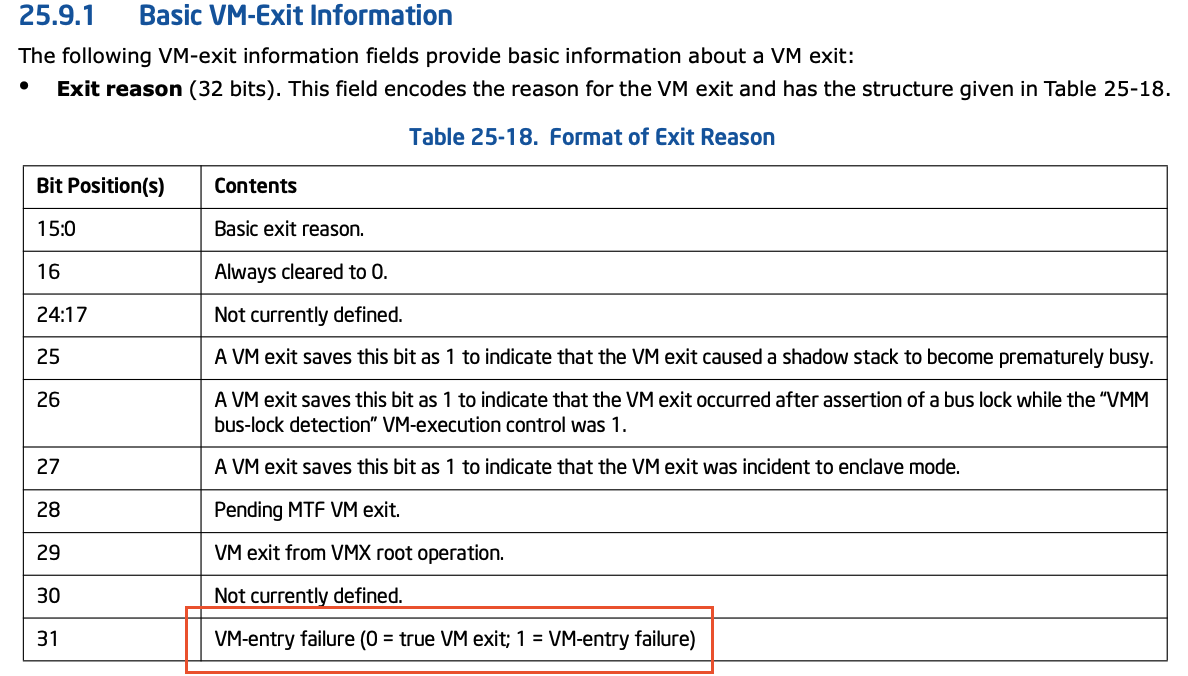 25.9.1 Basic VM-Exit Information
The following VM-exit information fields provide basic information about a VM exit:
• Exit reason (32 bits). This field encodes the reason for the VM exit and has the structure given in Table 25-18.
Table 25-18. Format of Exit Reason
Bit Position(s) Contents
15:0 Basic exit reason.
16 Always cleared to 0.
24:17 Not currently defined.
25 A VM exit saves this bit as 1 to indicate that the VM exit caused a shadow stack to become prematurely busy.
26 A VM exit saves this bit as 1 to indicate that the VM exit occurred after assertion of a bus lock while the “VMM
bus-lock detection” VM-execution control was 1.
27 A VM exit saves this bit as 1 to indicate that the VM exit was incident to enclave mode.
28 Pending MTF VM exit.
29 VM exit from VMX root operation.
30 Not currently defined.
31 VM-entry failure (0 = true VM exit; 1 = VM-entry failure)